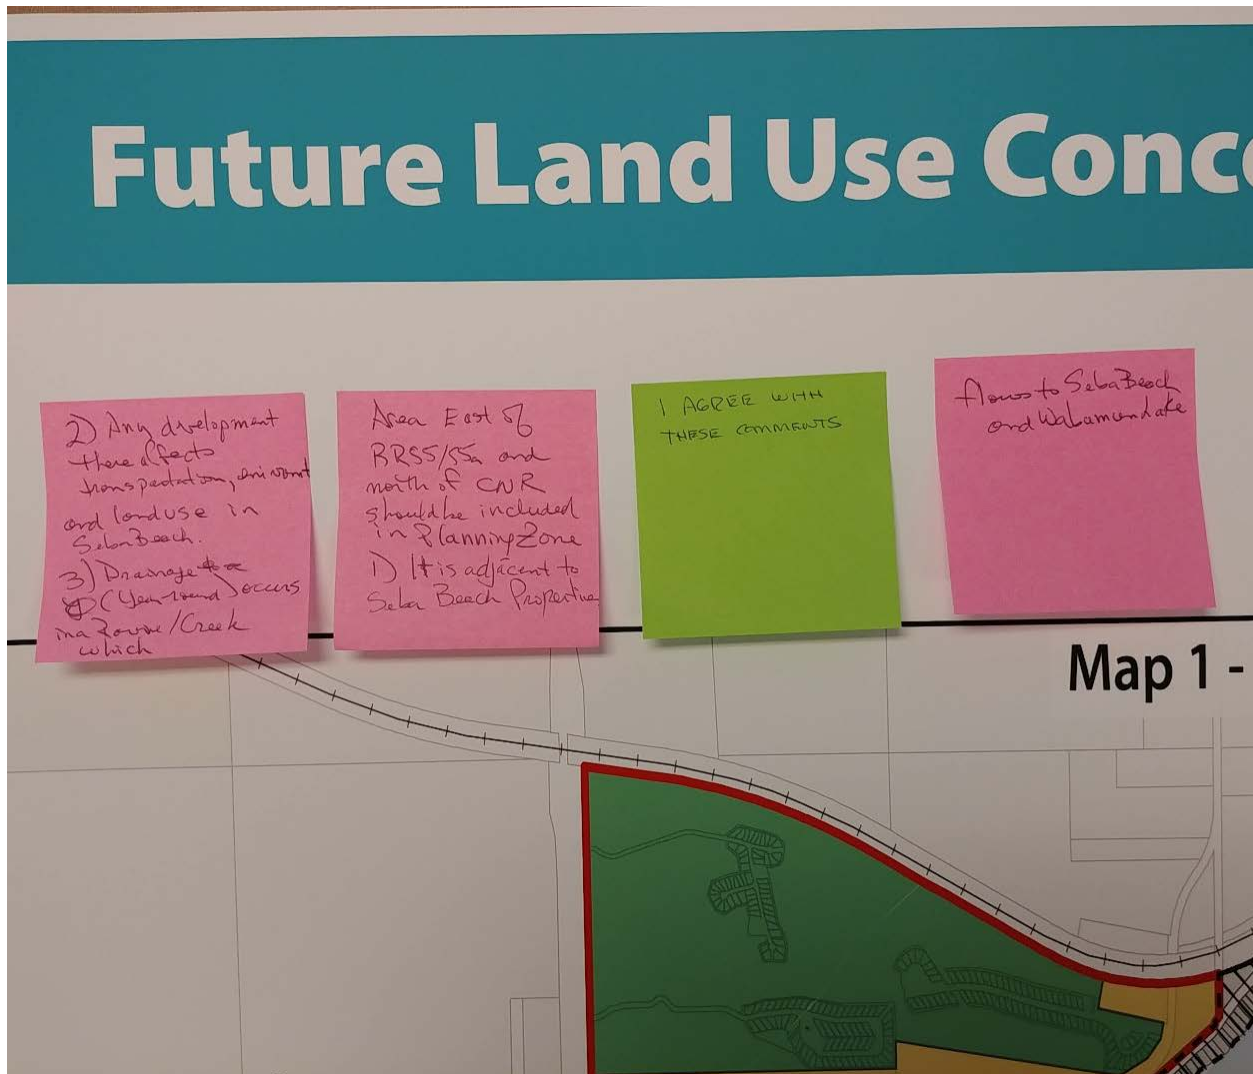 Future Land Use Conc
2) Any development
there affects
transpotation, enivomt
and land use in
Seba Beach.
3) Drainage
(Year-round) occurs
in a Ravine/Creek
which
Area East of
RR55/55a and
north of CNR
should be included
in Planning Zone
1) It is adjacent to
Seba Beach Properties
I AGREE WITH
THESE COMMENTS
flows to Seba Beach
and Wabamun Lake
Map 1 -